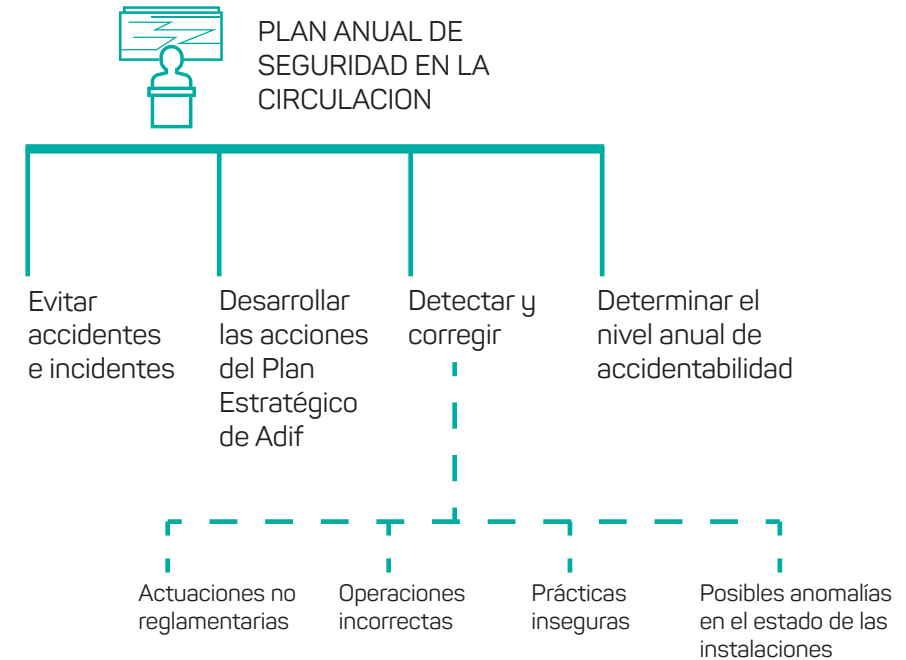 PLAN ANUAL DE
SEGURIDAD EN LA
CIRCULACION
Evitar
accidentes
e incidentes
Desarrollar
las acciones
del Plan
Estratégico
de Adif
Detectar y
corregir
Determinar el
nivel anual de
accidentabilidad
Actuaciones no
reglamentarias
Operaciones
incorrectas
Prácticas
inseguras
Posibles anomalías
en el estado de las
instalaciones